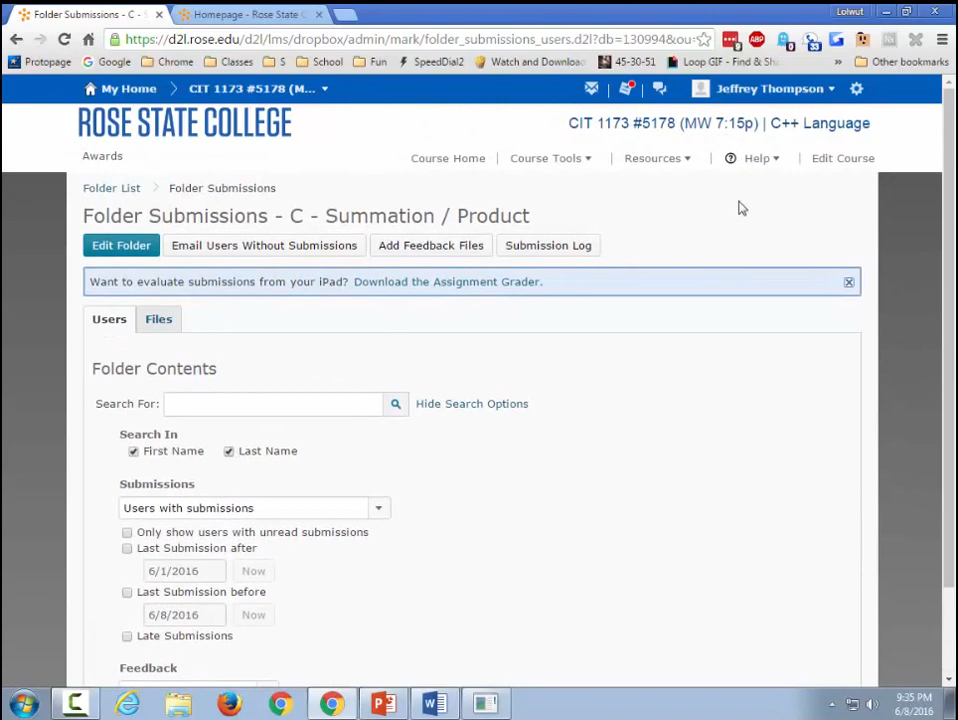 Folder Submissions - C -
Homepage - Rose State C
Lolwut
https://d2l.rose.edu/d2l/lms/dropbox/admin/mark/folder_submissions_users.d2l?db=130994&ou=
Protopage
Google
Chrome
Classes
S
School
Fun
SpeedDial2
Watch and Downloa
45-30-51
Loop GIF - Find & Sha
»
Other bookmarks
My Home
CIT 1173 #5178 (M...
Jeffrey Thompson
ROSE STATE COLLEGE
CIT 1173 #5178 (MW 7:15p) | C++ Language
Awards
Course Home
Course Tools
Resources
Help
Edit Course
Folder List
Folder Submissions
Folder Submissions - C - Summation / Product
Edit Folder
Email Users Without Submissions
Add Feedback Files
Submission Log
Want to evaluate submissions from your iPad? Download the Assignment Grader.
Users
Files
Folder Contents
Search For:
Hide Search Options
Search In
First Name
Last Name
Submissions
Users with submissions
Only show users with unread submissions
Last Submission after
6/1/2016
Now
Last Submission before
6/8/2016
Now
Late Submissions
Feedback
9:35 PM
6/8/2016